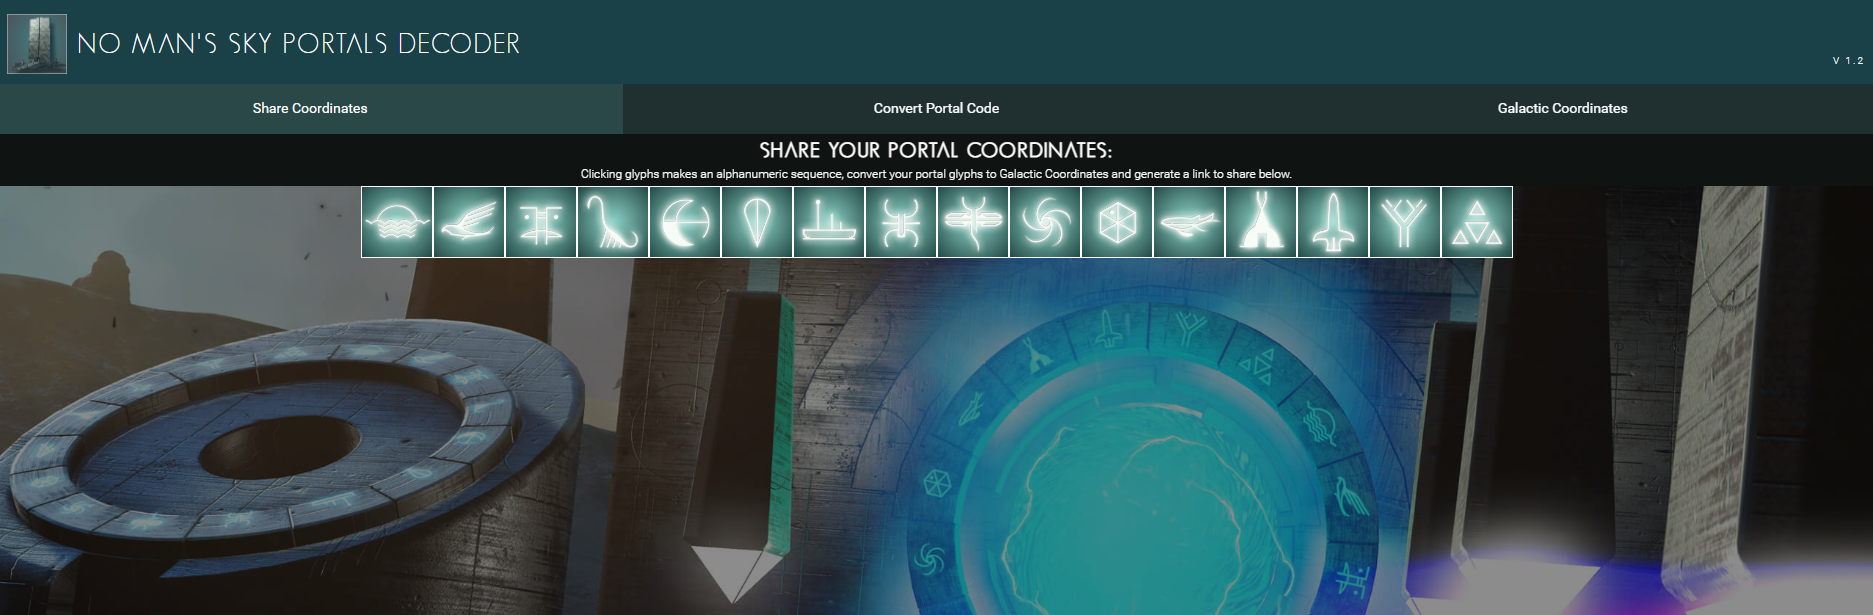 NO MAN'S SKY PORTALS DECODER
V 1.2
Share Coordinates
Convert Portal Code
Galactic Coordinates
SHARE YOUR PORTAL COORDINATES:
Clicking glyphs makes an alphanumeric sequence, convert your portal glyphs to Galactic Coordinates and generate a link to share below.